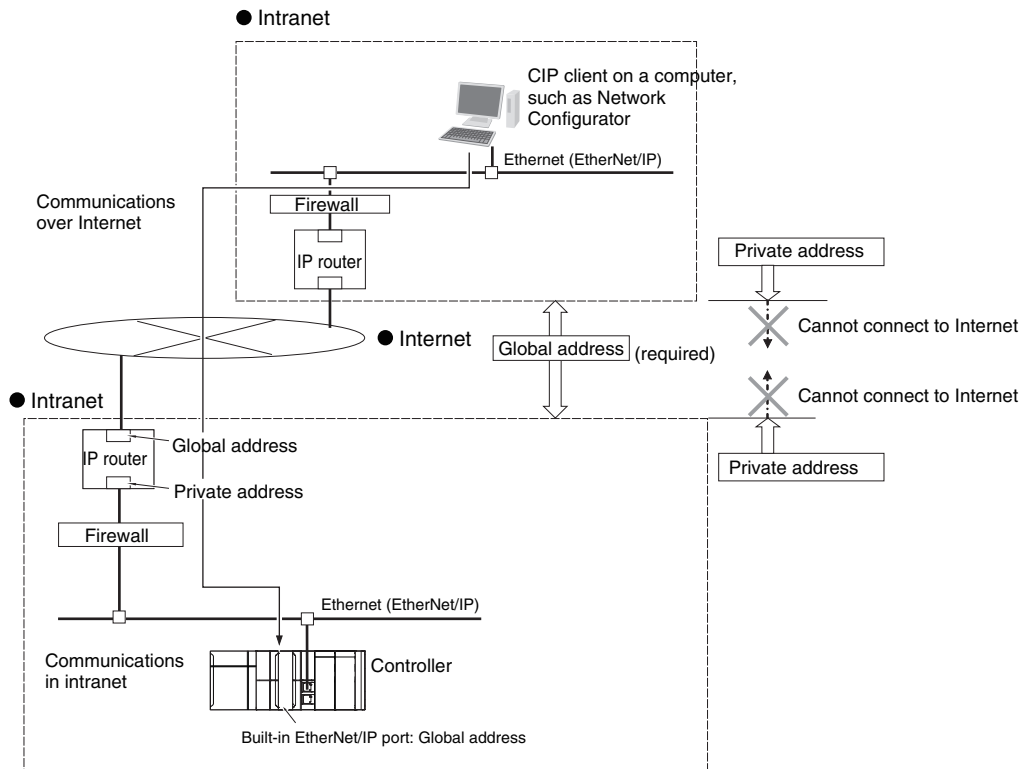 ● Intranet
CIP client on a computer,
such as Network
Configurator
Ethernet (EtherNet/IP)
Communications
over Internet
Firewall
IP router
Private address
Cannot connect to Internet
● Internet
Global address (required)
Cannot connect to Internet
● Intranet
Global address
IP router
Private address
Private address
Firewall
Ethernet (EtherNet/IP)
Communications
in intranet
Controller
Built-in EtherNet/IP port: Global address